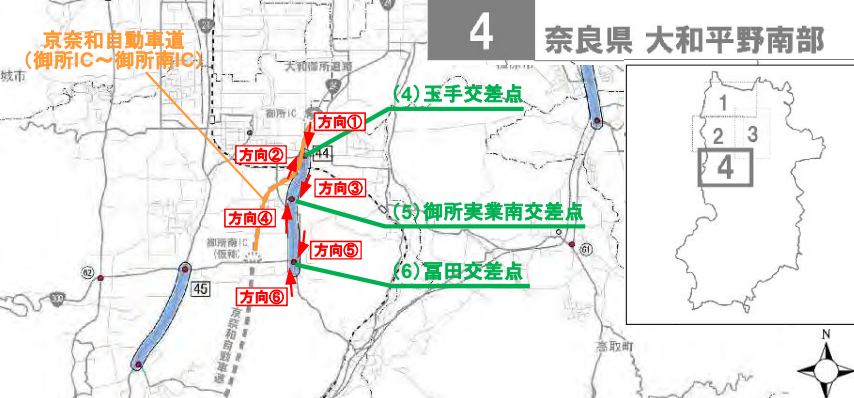 4
奈良県 大和平野南部
京奈和自動車道
(御所IC～御所南IC)
城市
大和御所道路
御所IC
(4)玉手交差点
方向①
方向②
44
方向③
方向④
(5)御所実業南交差点
御所南IC
(仮称)
方向⑤
(6)冨田交差点
方向⑥
62
45
京奈和自動車道
61
高取町
1
2
3
4
N